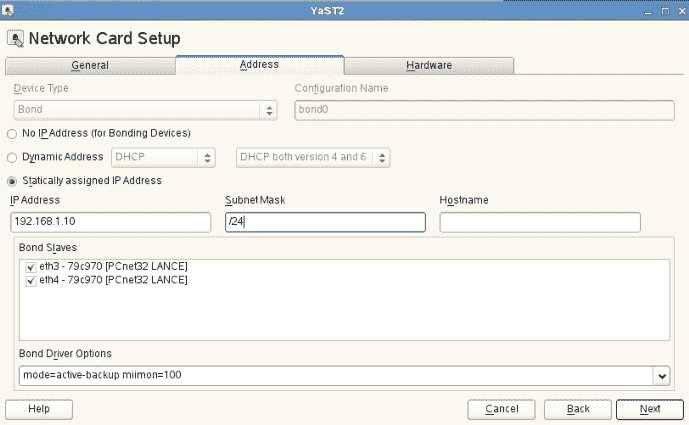 YaST2
Network Card Setup
General Address Hardware
Device Type Configuration Name
Bond bond0
No IP Address (for Bonding Devices)
Dynamic Address DHCP DHCP both version 4 and 6
Statically assigned IP Address
IP Address Subnet Mask Hostname
192.168.1.10 /24
Bond Slaves
eth3 - 79c970 [PCnet32 LANCE]
eth4 - 79c970 [PCnet32 LANCE]
Bond Driver Options
mode=active-backup miimon=100
Help Cancel Back Next